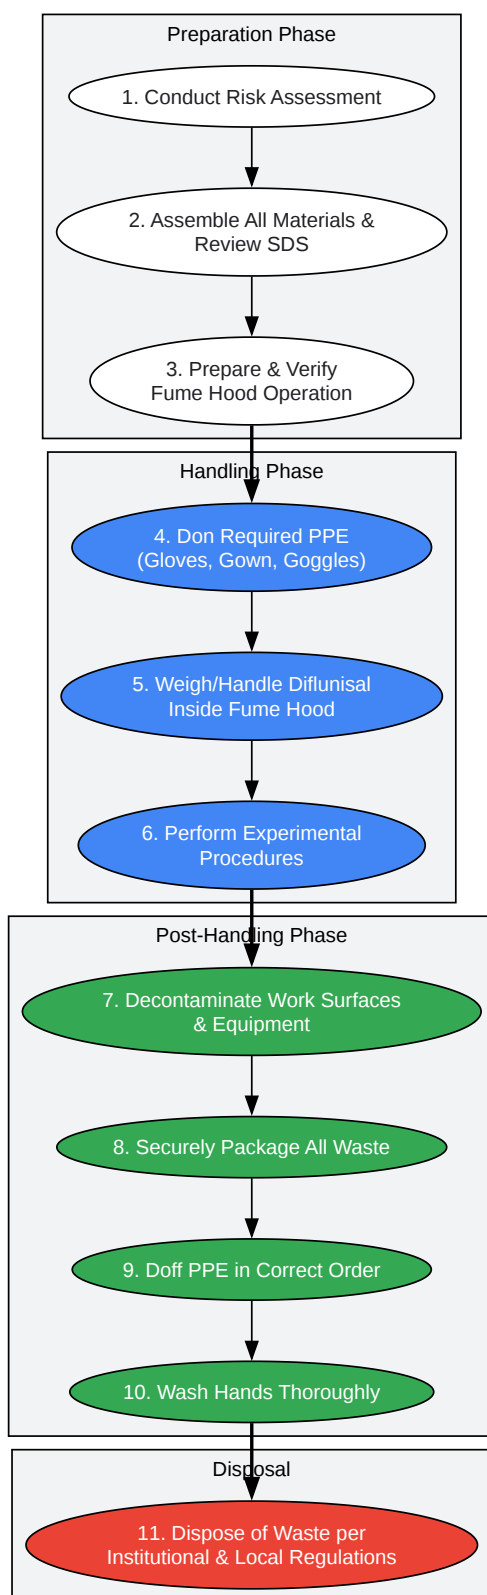 Preparation Phase
1. Conduct Risk Assessment
2. Assemble All Materials &
Review SDS
3. Prepare & Verify
Fume Hood Operation
Handling Phase
4. Don Required PPE
(Gloves, Gown, Goggles)
5. Weigh/Handle Diflunisal
Inside Fume Hood
6. Perform Experimental
Procedures
Post-Handling Phase
7. Decontaminate Work Surfaces
& Equipment
8. Securely Package All Waste
9. Doff PPE in Correct Order
10. Wash Hands Thoroughly
Disposal
11. Dispose of Waste per
Institutional & Local Regulations